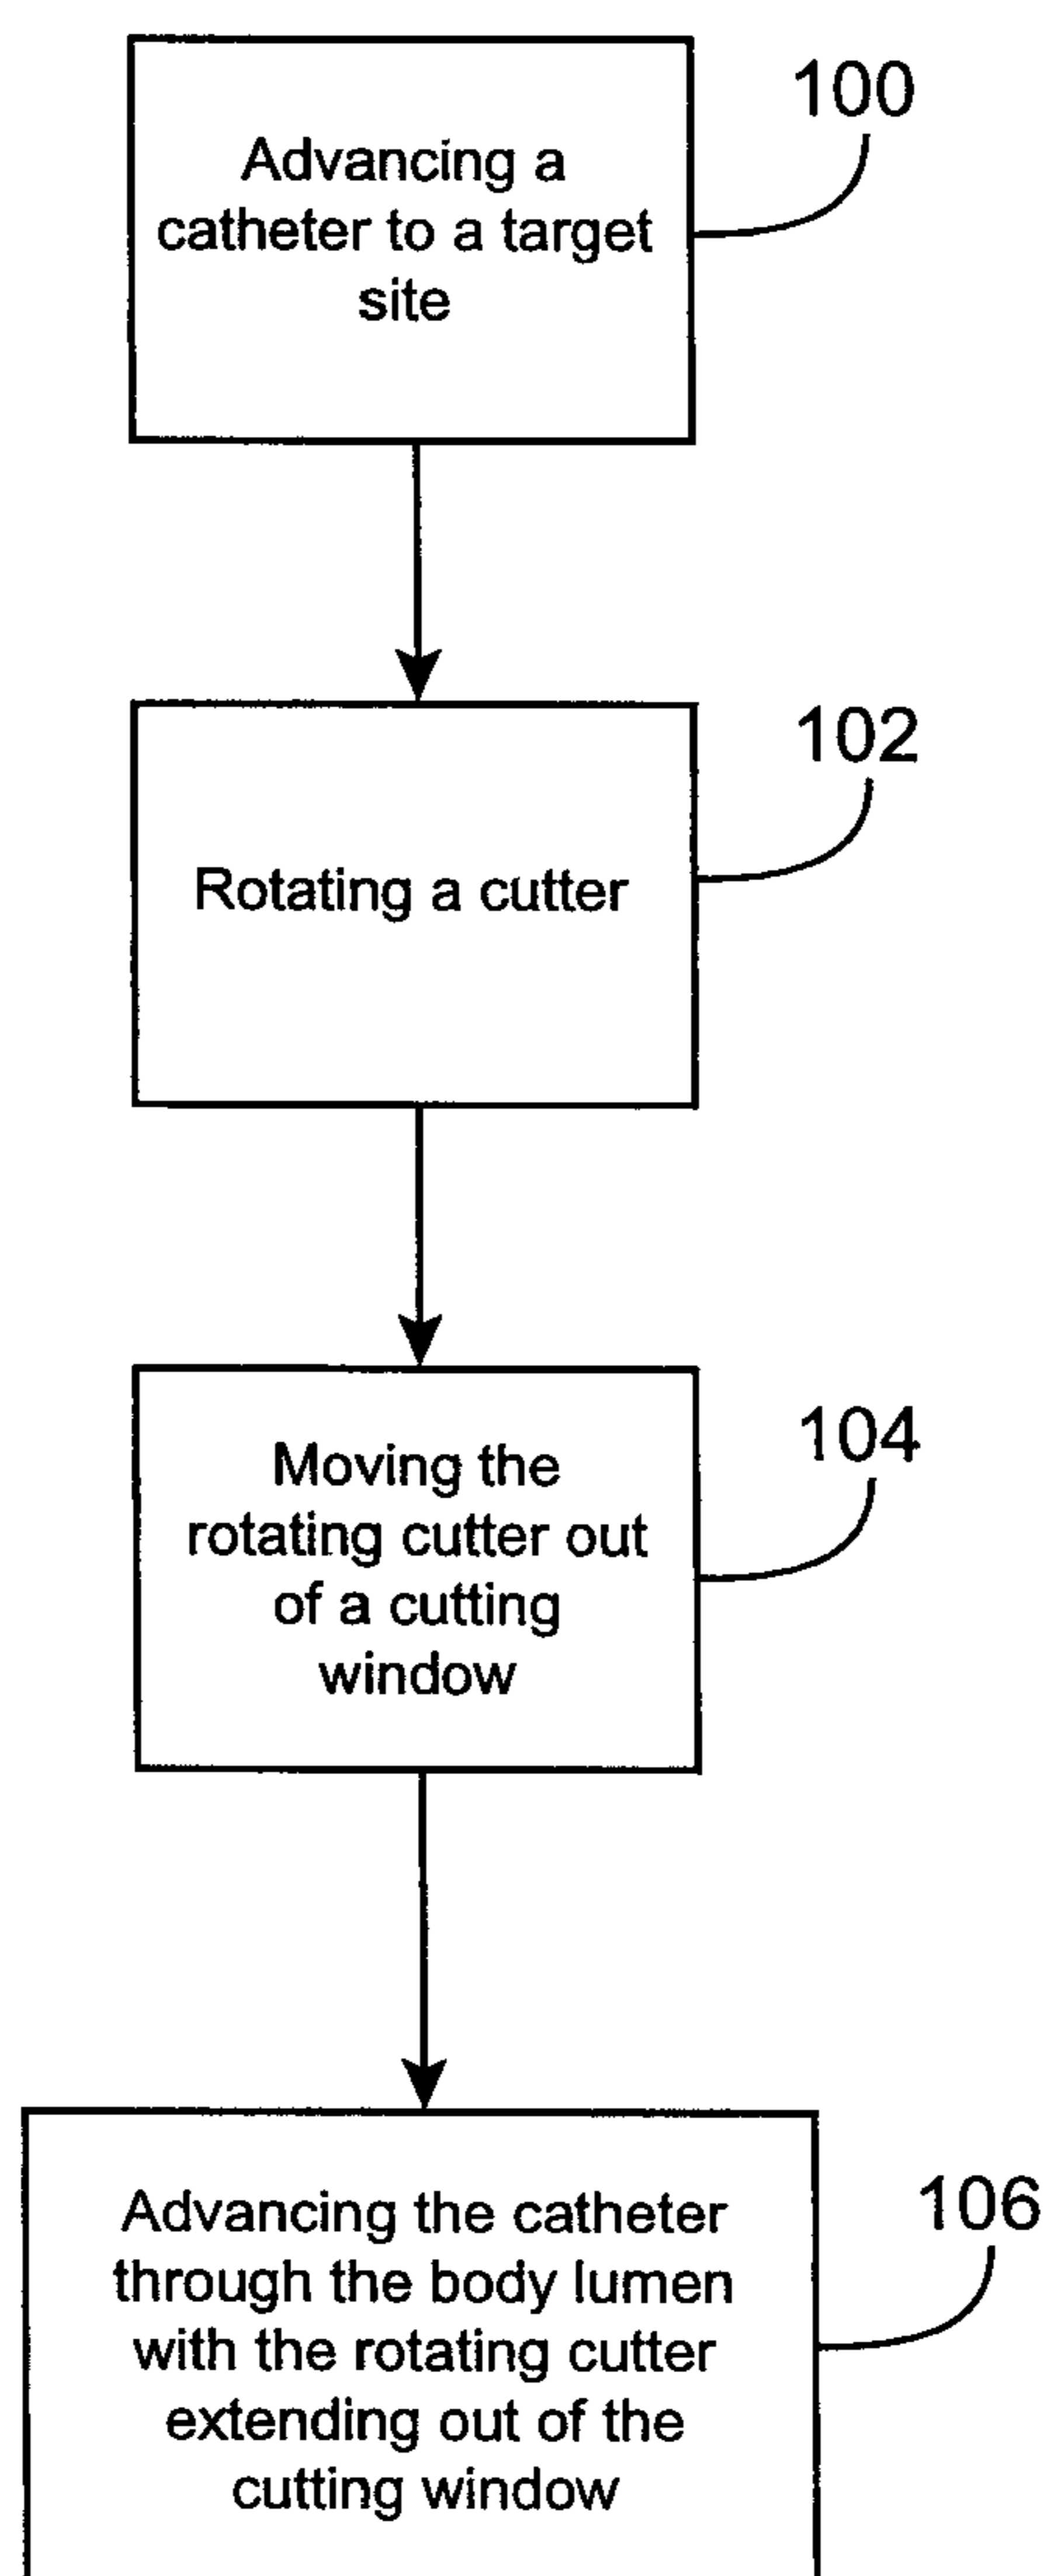 100
Advancing a
catheter to a target
site
102
Rotating a cutter
104
Moving the
rotating cutter out
of a cutting
window
106
Advancing the catheter
through the body lumen
with the rotating cutter
extending out of the
cutting window